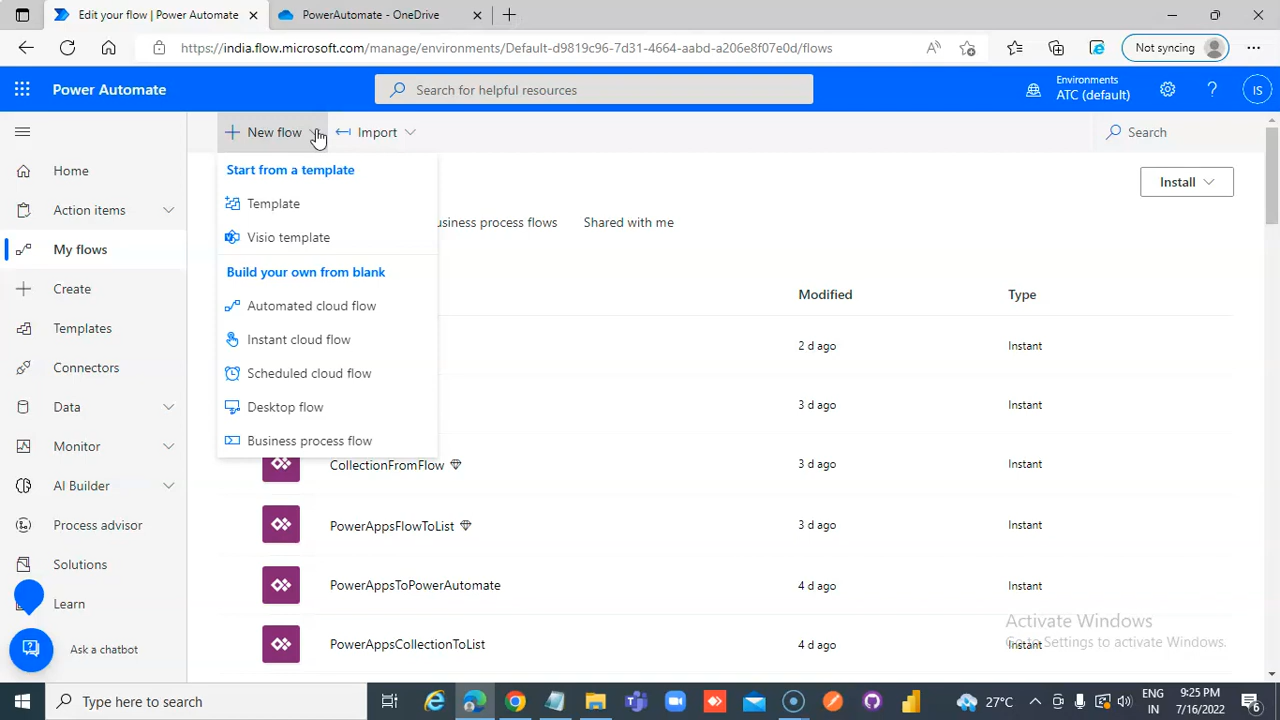 Edit your flow | Power Automate
PowerAutomate - OneDrive
https://india.flow.microsoft.com/manage/environments/Default-d9819c96-7d31-4664-aabd-a206e8f07e0d/flows
Not syncing
Power Automate
Search for helpful resources
Environments
ATC (default)
IS
New flow
Import
Search
Home
Action items
My flows
Create
Templates
Connectors
Data
Monitor
AI Builder
Process advisor
Solutions
Learn
Ask a chatbot
Start from a template
Template
Visio template
Build your own from blank
Automated cloud flow
Instant cloud flow
Scheduled cloud flow
Desktop flow
Business process flow
Install
process flows
Shared with me
Modified
Type
2 d ago
Instant
3 d ago
Instant
CollectionFromFlow
3 d ago
Instant
PowerAppsFlowToList
3 d ago
Instant
PowerAppsToPowerAutomate
4 d ago
Instant
PowerAppsCollectionToList
4 d ago
Instant
Activate Windows
Go to Settings to activate Windows.
Type here to search
27°C
ENG
IN
9:25 PM
7/16/2022
6